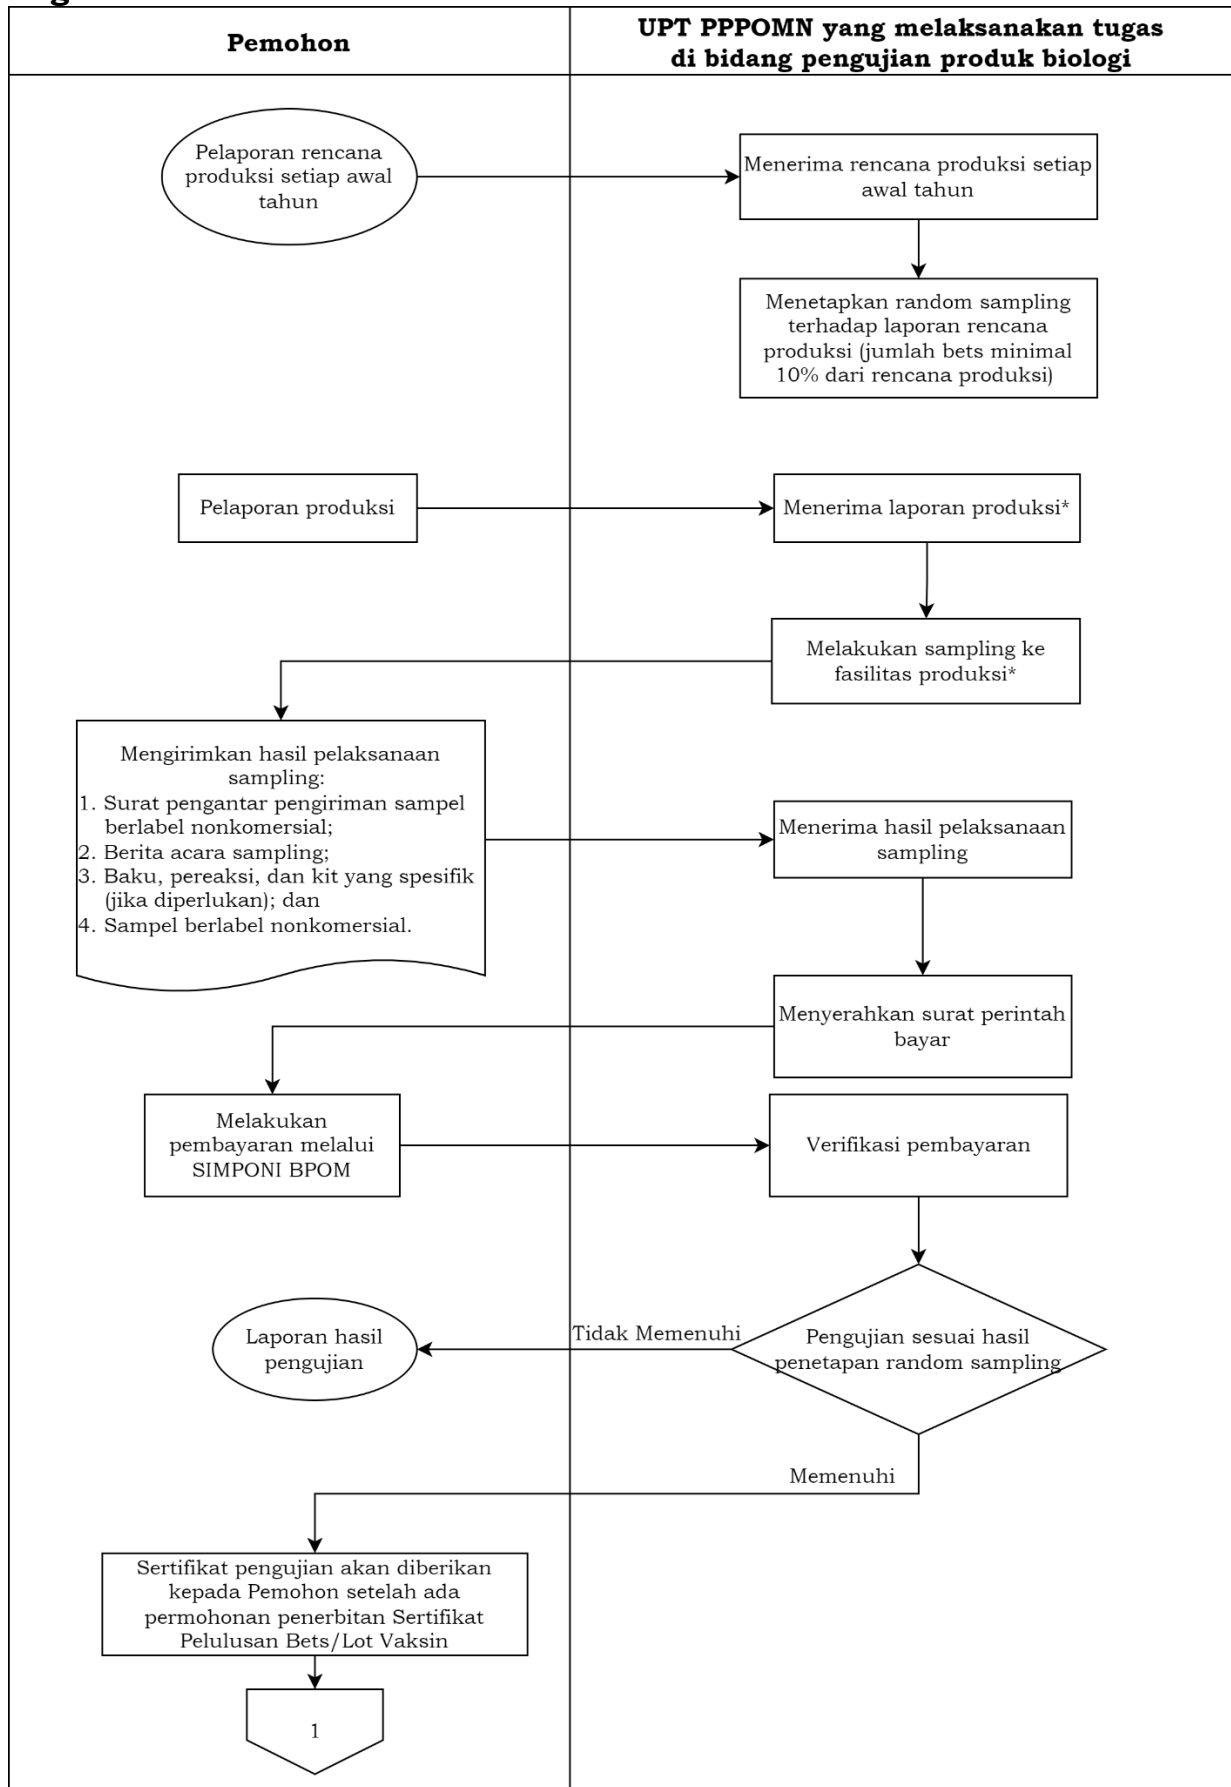 Pemohon
UPT PPPOMN yang melaksanakan tugas
di bidang pengujian produk biologi
Pelaporan rencana
produksi setiap awal
tahun
Menerima rencana produksi setiap
awal tahun
Menetapkan random sampling
terhadap laporan rencana
produksi (jumlah bets minimal
10% dari rencana produksi)
Pelaporan produksi
Menerima laporan produksi*
Melakukan sampling ke
fasilitas produksi*
Mengirimkan hasil pelaksanaan
sampling:
1. Surat pengantar pengiriman sampel
berlabel nonkomersial;
2. Berita acara sampling;
3. Baku, pereaksi, dan kit yang spesifik
(jika diperlukan); dan
4. Sampel berlabel nonkomersial.
Menerima hasil pelaksanaan
sampling
Menyerahkan surat perintah
bayar
Melakukan
pembayaran melalui
SIMPONI BPOM
Verifikasi pembayaran
Pengujian sesuai hasil
penetapan random sampling
Tidak Memenuhi
Laporan hasil
pengujian
Memenuhi
Sertifikat pengujian akan diberikan
kepada Pemohon setelah ada
permohonan penerbitan Sertifikat
Pelulusan Bets/Lot Vaksin
1